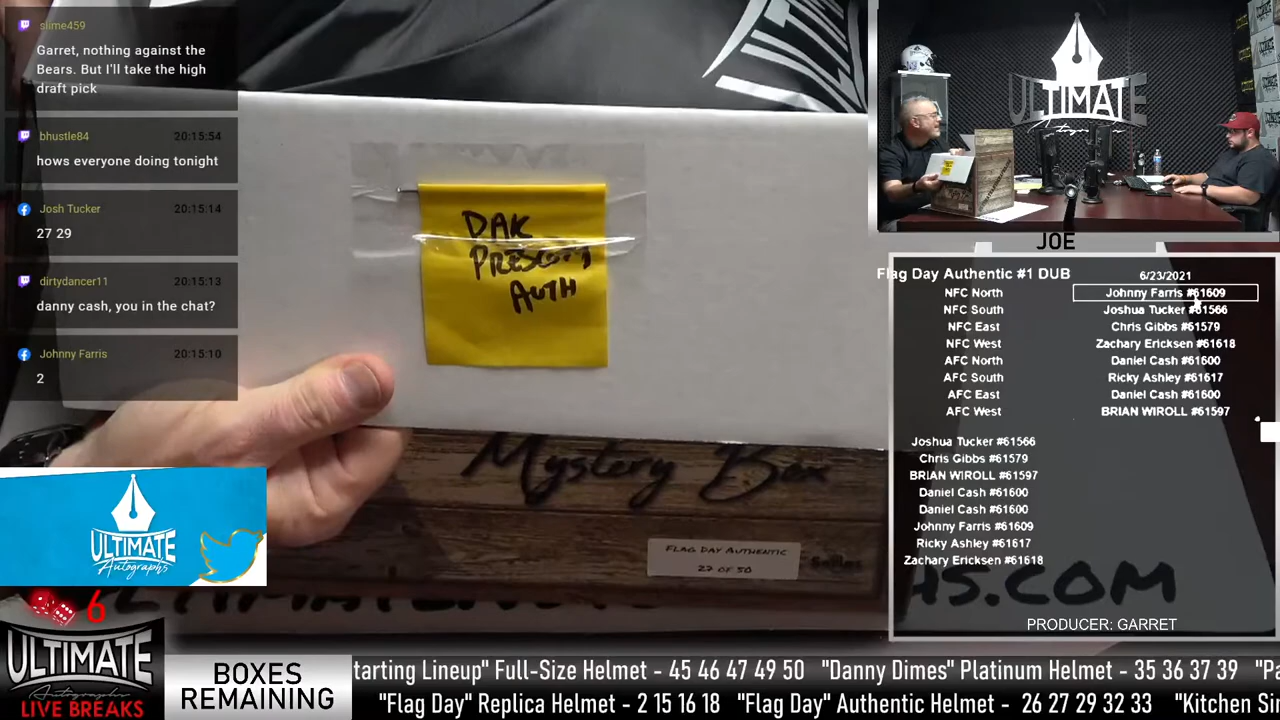 slime459
Garret, nothing against the
Bears. But I'll take the high
draft pick
bhustle84 20:15:54
hows everyone doing tonight
Josh Tucker 20:15:14
27 29
dirtydancer11 20:15:13
danny cash, you in the chat?
Johnny Farris 20:15:10
2
DAK
PRESCOTT
AUTH
Mystery Box
FLAG DAY AUTHENTIC
27 OF 50
Series
ULTIMATE
Autographs
JOE
Flag Day Authentic #1 DUB 6/23/2021
NFC North Johnny Farris #61609
NFC South Joshua Tucker #61566
NFC East Chris Gibbs #61579
NFC West Zachary Ericksen #61618
AFC North Daniel Cash #61600
AFC South Ricky Ashley #61617
AFC East Daniel Cash #61600
AFC West BRIAN WIROLL #61597
Joshua Tucker #61566
Chris Gibbs #61579
BRIAN WIROLL #61597
Daniel Cash #61600
Daniel Cash #61600
Johnny Farris #61609
Ricky Ashley #61617
Zachary Ericksen #61618
HS.COM
PRODUCER: GARRET
ULTIMATE
Autographs
6
ULTIMATE
Autographs
LIVE BREAKS
BOXES
REMAINING
tarting Lineup" Full-Size Helmet - 45 46 47 49 50 "Danny Dimes" Platinum Helmet - 35 36 37 39 "Pa
"Flag Day" Replica Helmet - 2 15 16 18 "Flag Day" Authentic Helmet - 26 27 29 32 33 "Kitchen Si